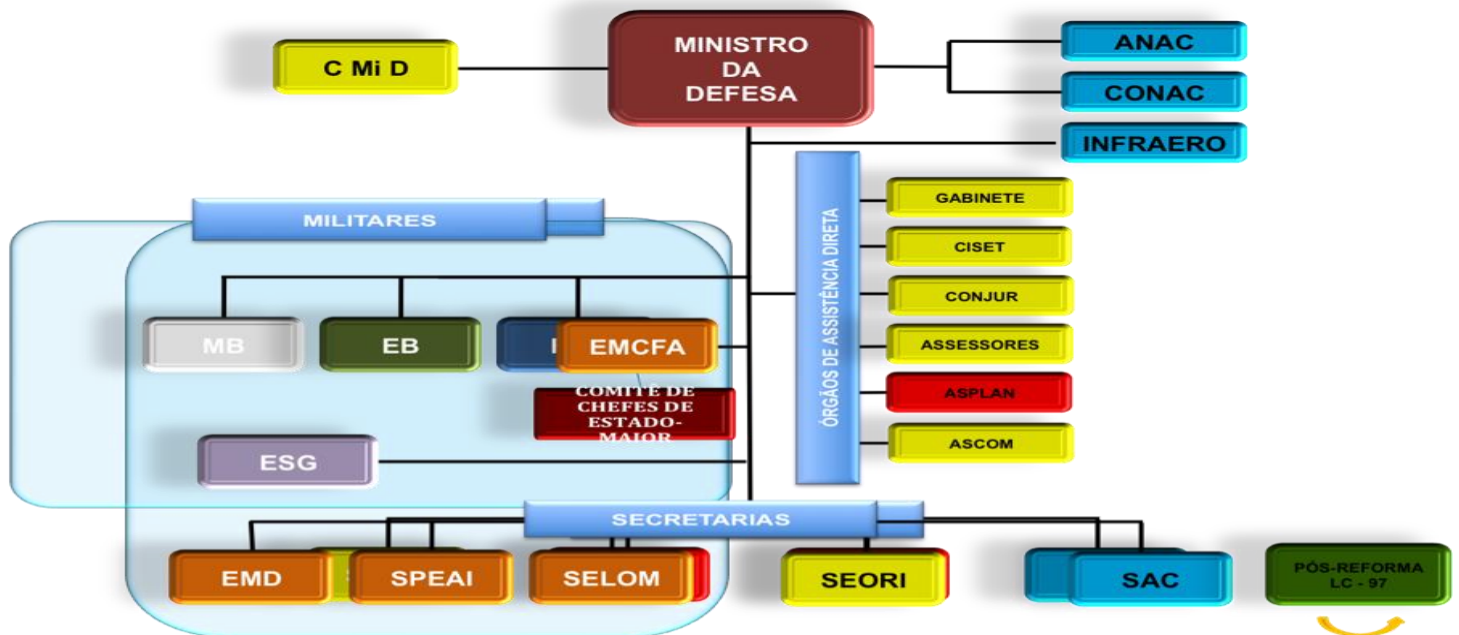 C Mi D
MINISTRO
DA
DEFESA
ANAC
CONAC
INFRAERO
MILITARES
ÓRGÃOS DE ASSISTÊNCIA DIRETA
GABINETE
CISET
CONJUR
ASSESSORES
ASPLAN
ASCOM
MB
EB
EMCFA
COMITÊ DE
CHEFES DE
ESTADO-
MAIOR
ESG
SECRETARIAS
EMD
SPEAI
SELOM
SEORI
SAC
PÓS-REFORMA
LC - 97